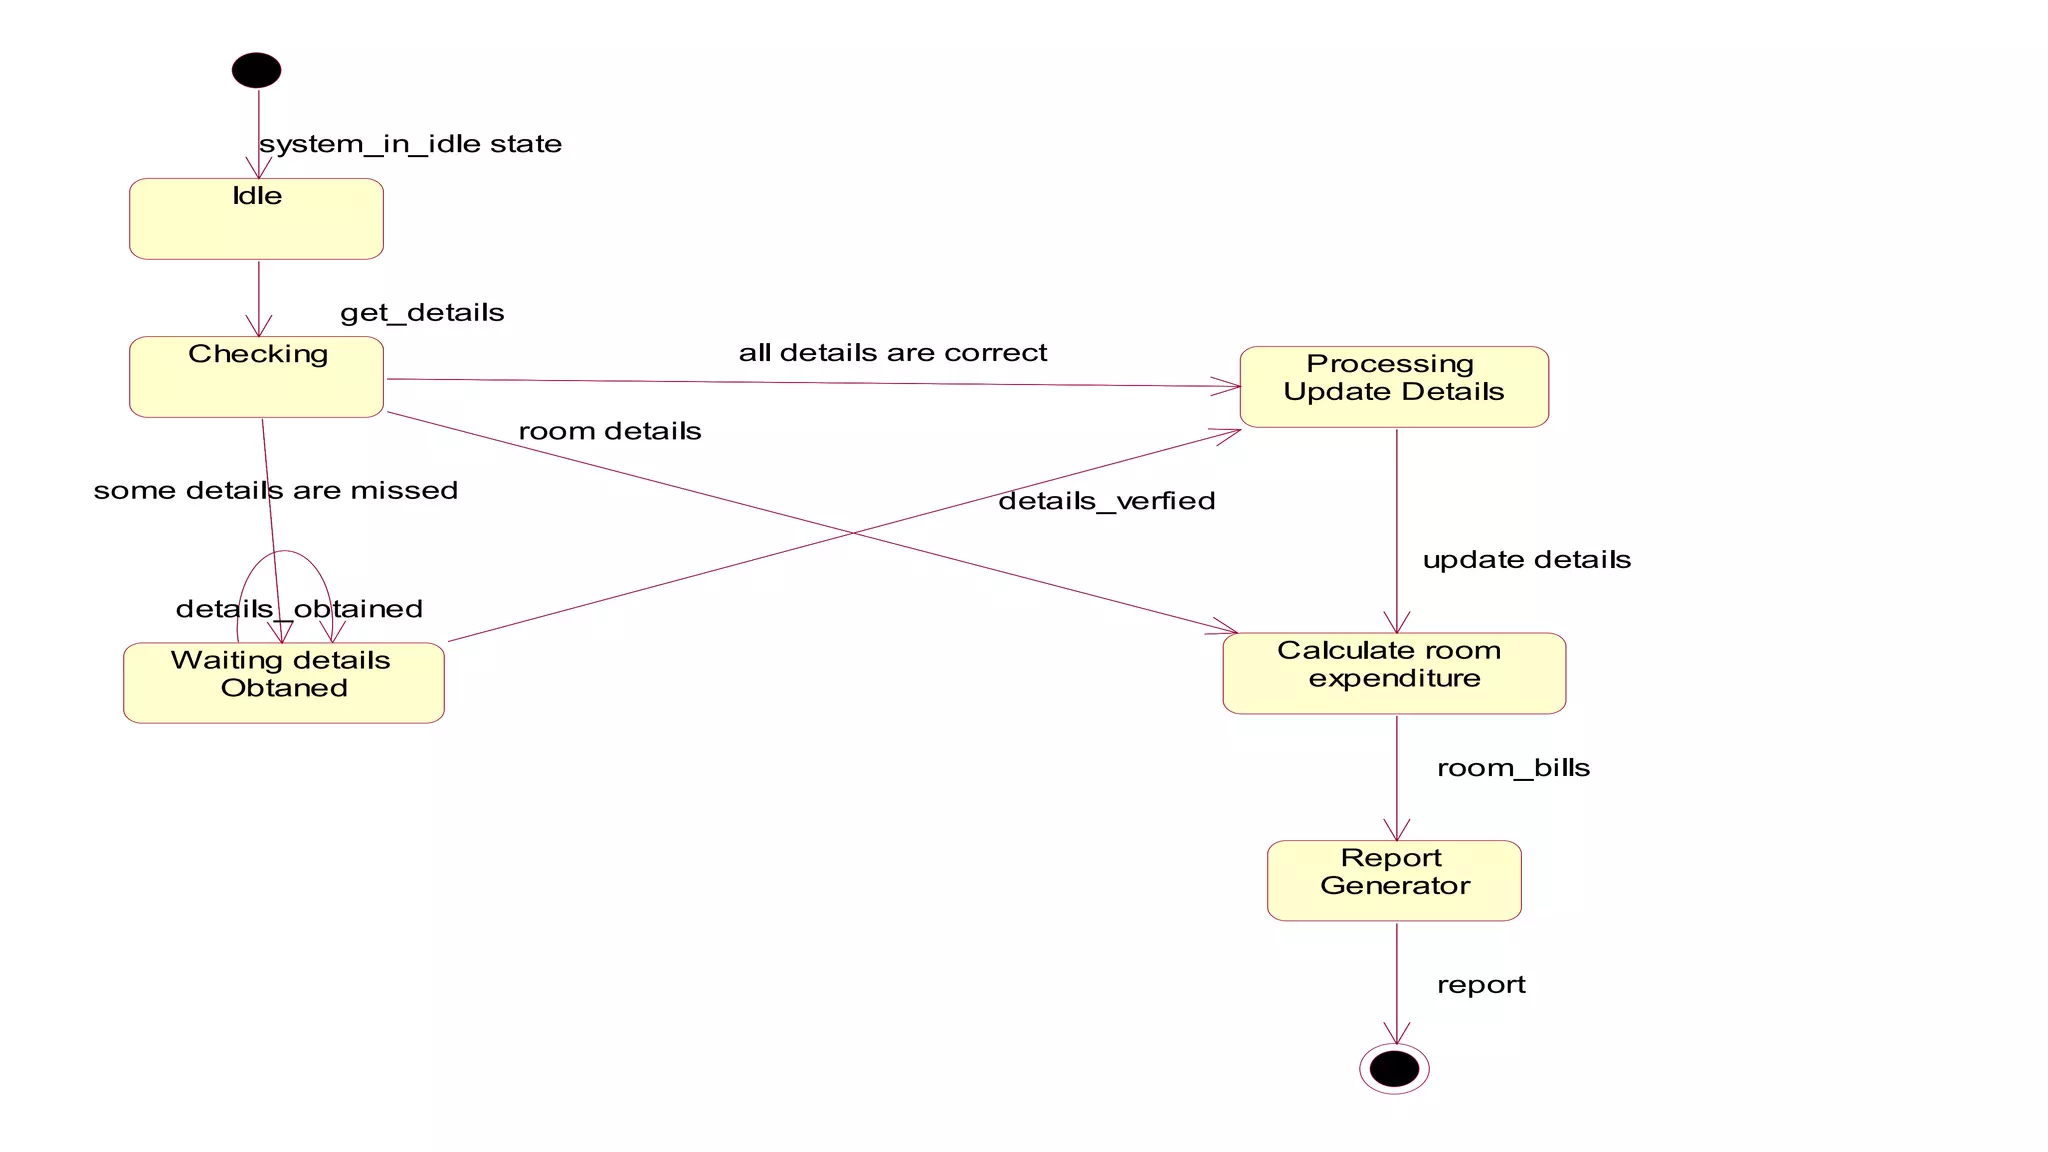 system_in_idle state
Idle
get_details
Checking
all details are correct
Processing
Update Details
room details
some details are missed
details_verfied
update details
details_obtained
Waiting details
Obtaned
Calculate room
expenditure
room_bills
Report
Generator
report